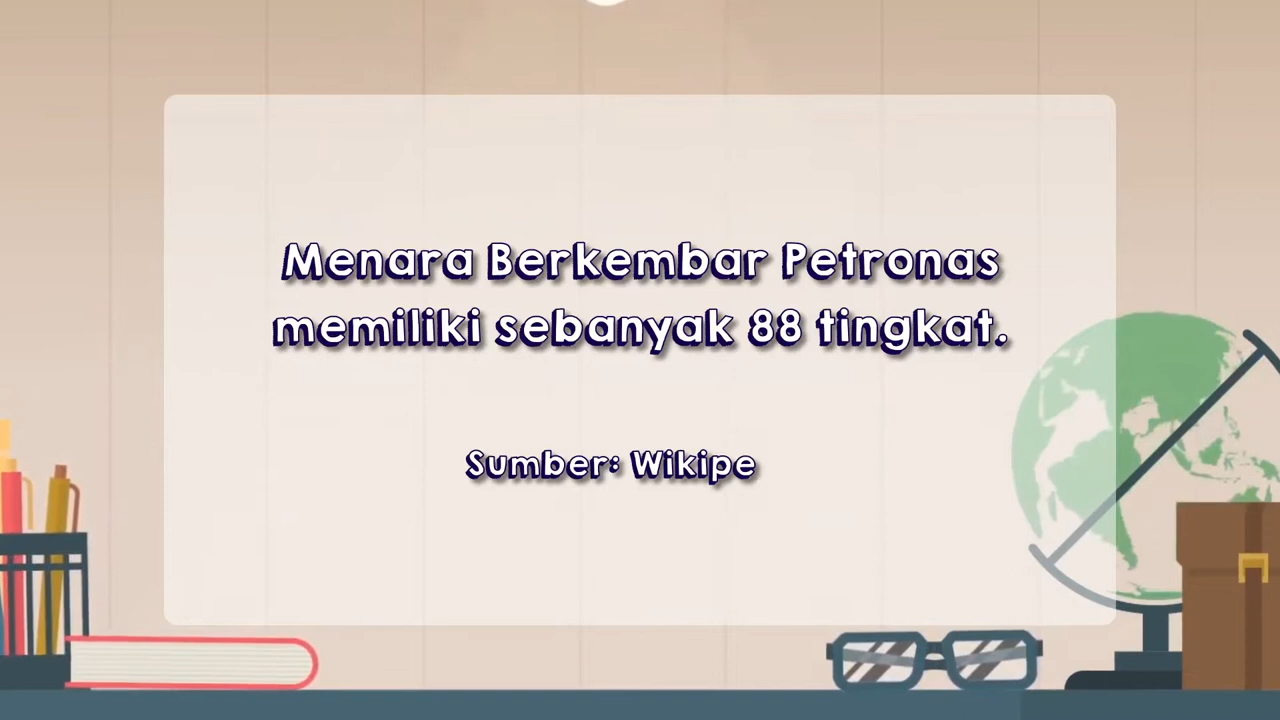 Menara Berkembar Petronas
memiliki sebanyak 88 tingkat.
Sumber: Wikipe